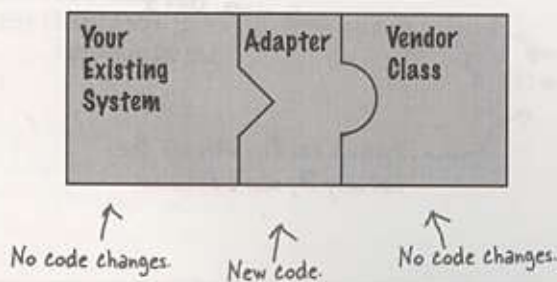 Your
Existing
System
Adapter
Vendor
Class
No code changes.
New code.
No code changes.